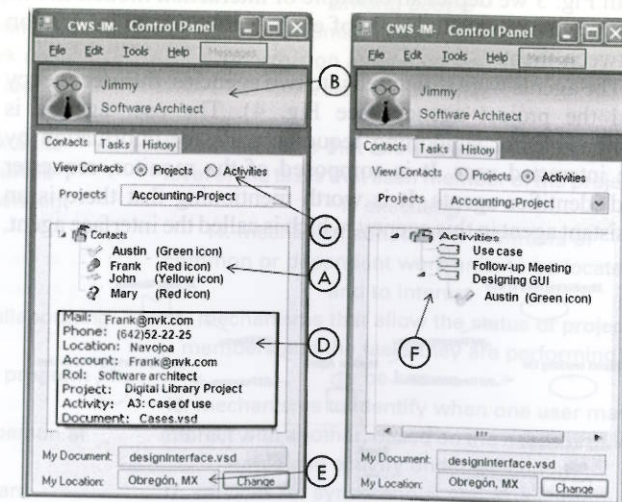 CWS -IM- Control Panel
File Edit Tools Help Messages
Jimmy
Software Architect
Contacts Tasks History
View Contacts Projects Activities
Projects Accounting-Project
Contacts
Austin (Green icon)
Frank (Red icon)
John (Yellow icon)
Mary (Red icon)
Mail: Frank@nvk.com
Phone: (642)52-22-25
Location: Navojoa
Account: Frank@nvk.com
Rol: Software architect
Project: Digital Library Project
Activity: A3: Case of use
Document: Cases.vsd
My Document: designinterface.vsd
My Location: Obregón, MX Change
B
C
A
D
F
E
CWS -IM- Control Panel
File Edit Tools Help Messages
Jimmy
Software Architect
Contacts Tasks History
View Contacts Projects Activities
Projects Accounting-Project
Activities
Use case
Follow-up Meeting
Designing GUI
Austin (Green icon)
My Document: designinterface.vsd
My Location: Obregón, MX Change